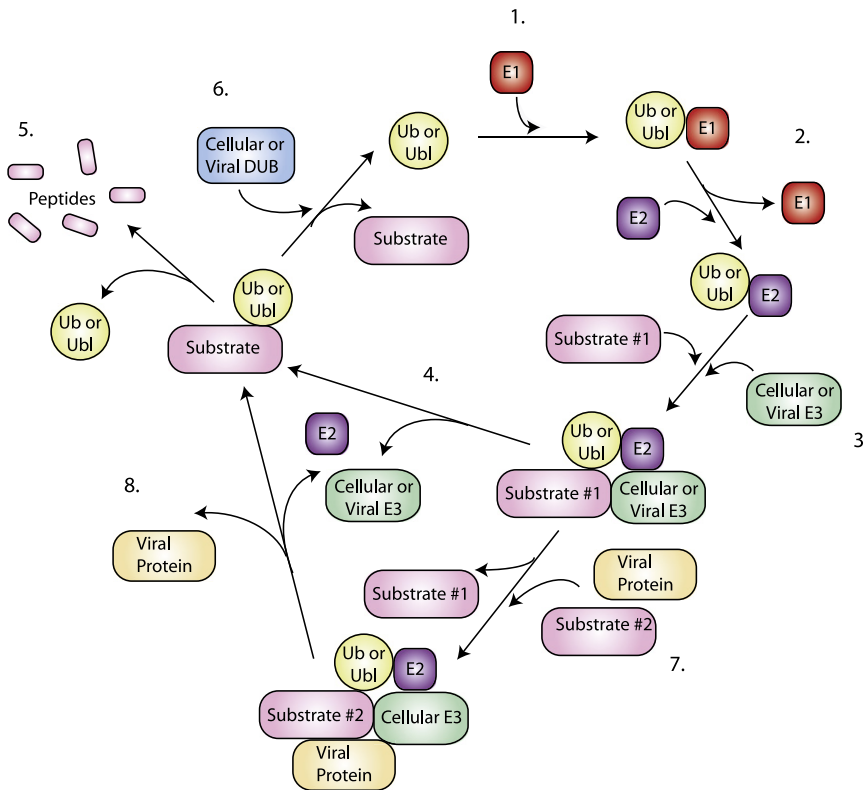 1.
E1
6.
5.
Cellular or
Viral DUB
Ub or
Ubl
Ub or
Ubl
E1
2.
Peptides
E2
E1
Substrate
Ub or
Ubl
E2
Ub or
Ubl
Ub or
Ubl
Substrate
Substrate #1
Cellular or
Viral E3
3
4.
E2
Ub or
Ubl
E2
Cellular or
Viral E3
Substrate #1
Cellular or
Viral E3
8.
Viral
Protein
Substrate #1
Viral
Protein
Substrate #2
7.
Ub or
Ubl
E2
Substrate #2
Cellular E3
Viral
Protein